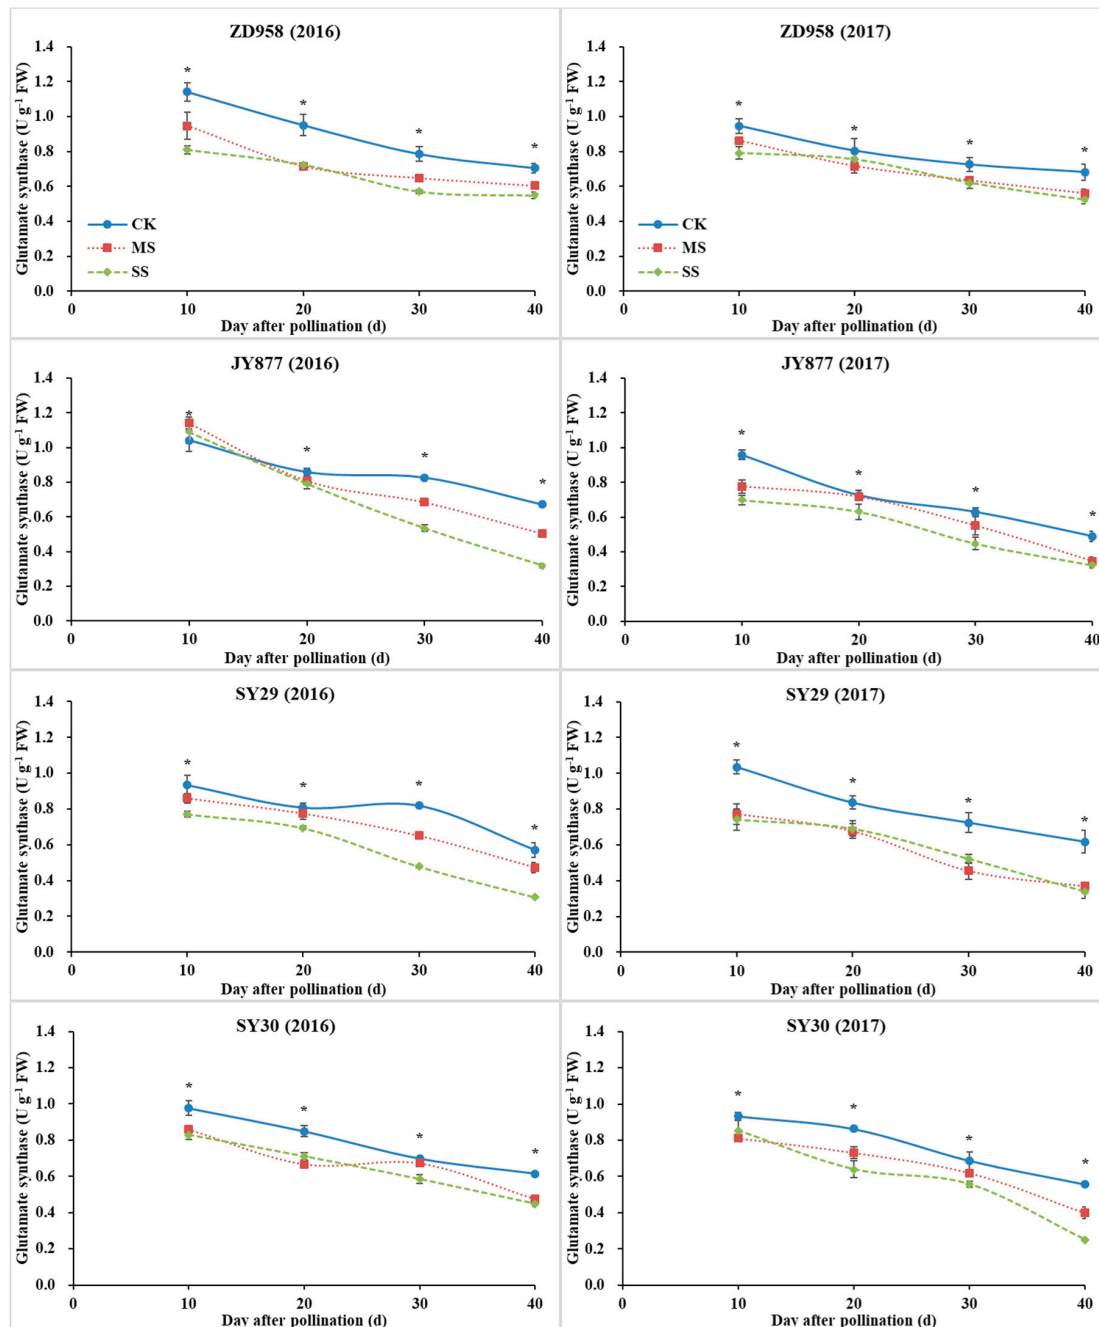 ZD958 (2016)
Glutamate synthase (U g⁻¹ FW)
1.4
1.2
1.0
0.8
0.6
0.4
0.2
0.0
*
*
*
*
CK
MS
SS
0 10 20 30 40
Day after pollination (d)
ZD958 (2017)
Glutamate synthase (U g⁻¹ FW)
1.4
1.2
1.0
0.8
0.6
0.4
0.2
0.0
*
*
*
*
CK
MS
SS
0 10 20 30 40
Day after pollination (d)
JY877 (2016)
Glutamate synthase (U g⁻¹ FW)
1.4
1.2
1.0
0.8
0.6
0.4
0.2
0.0
*
*
*
*
0 10 20 30 40
Day after pollination (d)
JY877 (2017)
Glutamate synthase (U g⁻¹ FW)
1.4
1.2
1.0
0.8
0.6
0.4
0.2
0.0
*
*
*
*
0 10 20 30 40
Day after pollination (d)
SY29 (2016)
Glutamate synthase (U g⁻¹ FW)
1.4
1.2
1.0
0.8
0.6
0.4
0.2
0.0
*
*
*
*
0 10 20 30 40
Day after pollination (d)
SY29 (2017)
Glutamate synthase (U g⁻¹ FW)
1.4
1.2
1.0
0.8
0.6
0.4
0.2
0.0
*
*
*
*
0 10 20 30 40
Day after pollination (d)
SY30 (2016)
Glutamate synthase (U g⁻¹ FW)
1.4
1.2
1.0
0.8
0.6
0.4
0.2
0.0
*
*
*
*
0 10 20 30 40
Day after pollination (d)
SY30 (2017)
Glutamate synthase (U g⁻¹ FW)
1.4
1.2
1.0
0.8
0.6
0.4
0.2
0.0
*
*
*
*
0 10 20 30 40
Day after pollination (d)